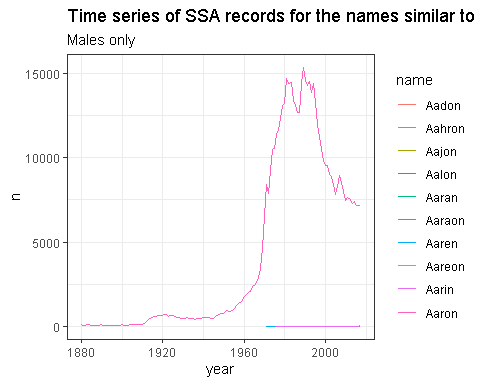 Time series of SSA records for the names similar to
Males only
15000
10000
5000
0
n
1880
1920
1960
2000
year
name
Aadon
Aahron
Aajon
Aalon
Aaran
Aaraon
Aaren
Aareon
Aarin
Aaron